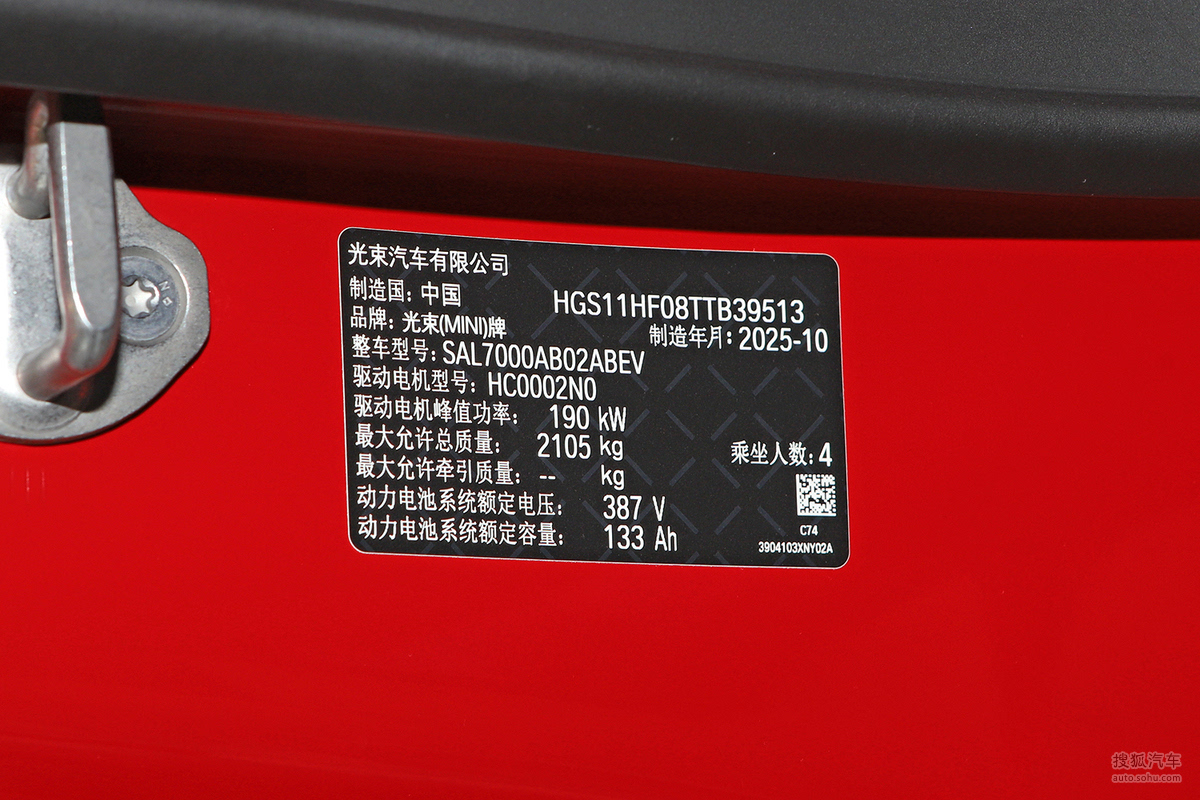 光束汽车有限公司
制造国: 中国
HGS11HF08TTB39513
品牌: 光束(MINI)牌
制造年月: 2025-10
整车型号: SAL7000AB02ABEV
驱动电机型号: HC0002N0
驱动电机峰值功率: 190 kW
最大允许总质量: 2105 kg
乘坐人数: 4
最大允许牵引质量: -- kg
动力电池系统额定电压: 387 V
动力电池系统额定容量: 133 Ah
C74
3904103XNY02A
搜狐汽车
auto.sohu.com